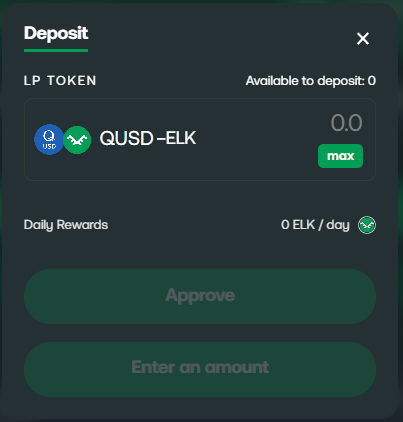 Deposit
LP TOKEN
Available to deposit: 0
Q
USD
QUSD-ELK
0.0
max
Daily Rewards
0 ELK / day
Approve
Enter an amount